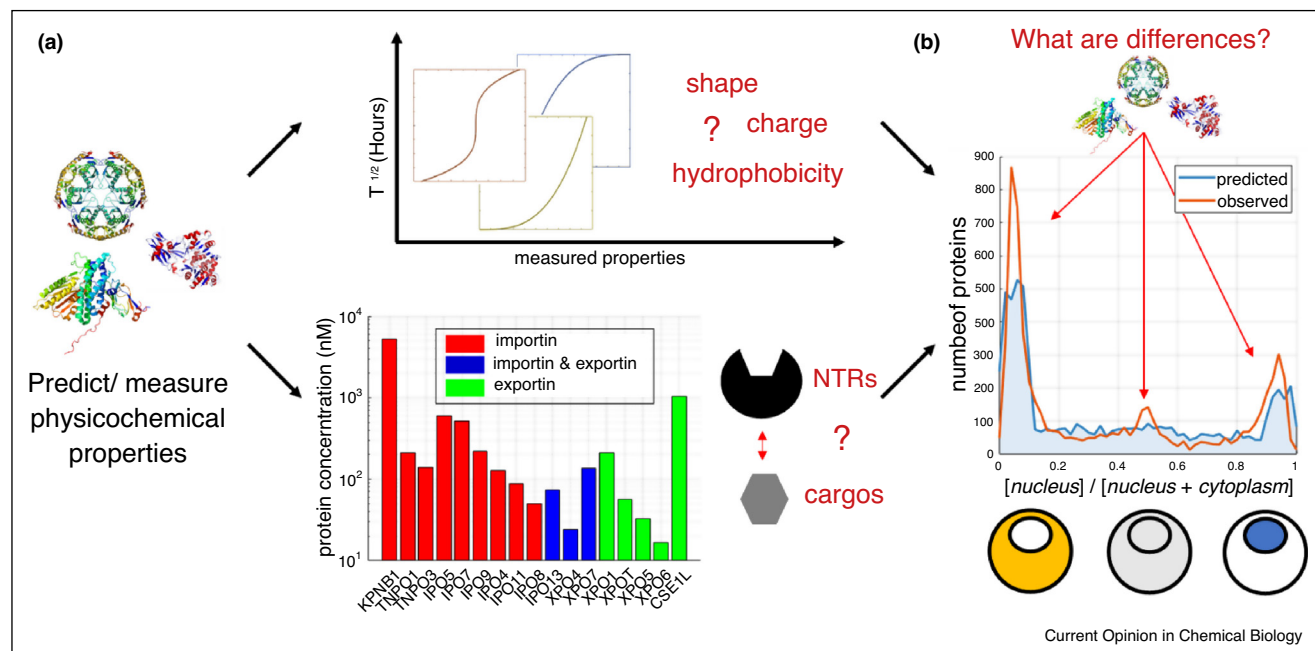 (a)
Predict/ measure
physicochemical
properties
T 1/2 (Hours)
measured properties
shape
?
charge
hydrophobicity
protein concerntration (nM)
10^4
10^3
10^2
10^1
importin
importin & exportin
exportin
KPNB1
TNPO1
TNPO3
IPO5
IPO7
IPO9
IPO4
IPO11
IPO8
IPO13
XPO4
XPO7
XPO1
XPOT
XPO5
XPO6
CSE1L
NTRs
?
cargos
(b)
What are differences?
numbeof proteins
900
800
700
600
500
400
300
200
100
0
predicted
observed
0
0.2
0.4
0.6
0.8
1
[nucleus] / [nucleus + cytoplasm]
Current Opinion in Chemical Biology